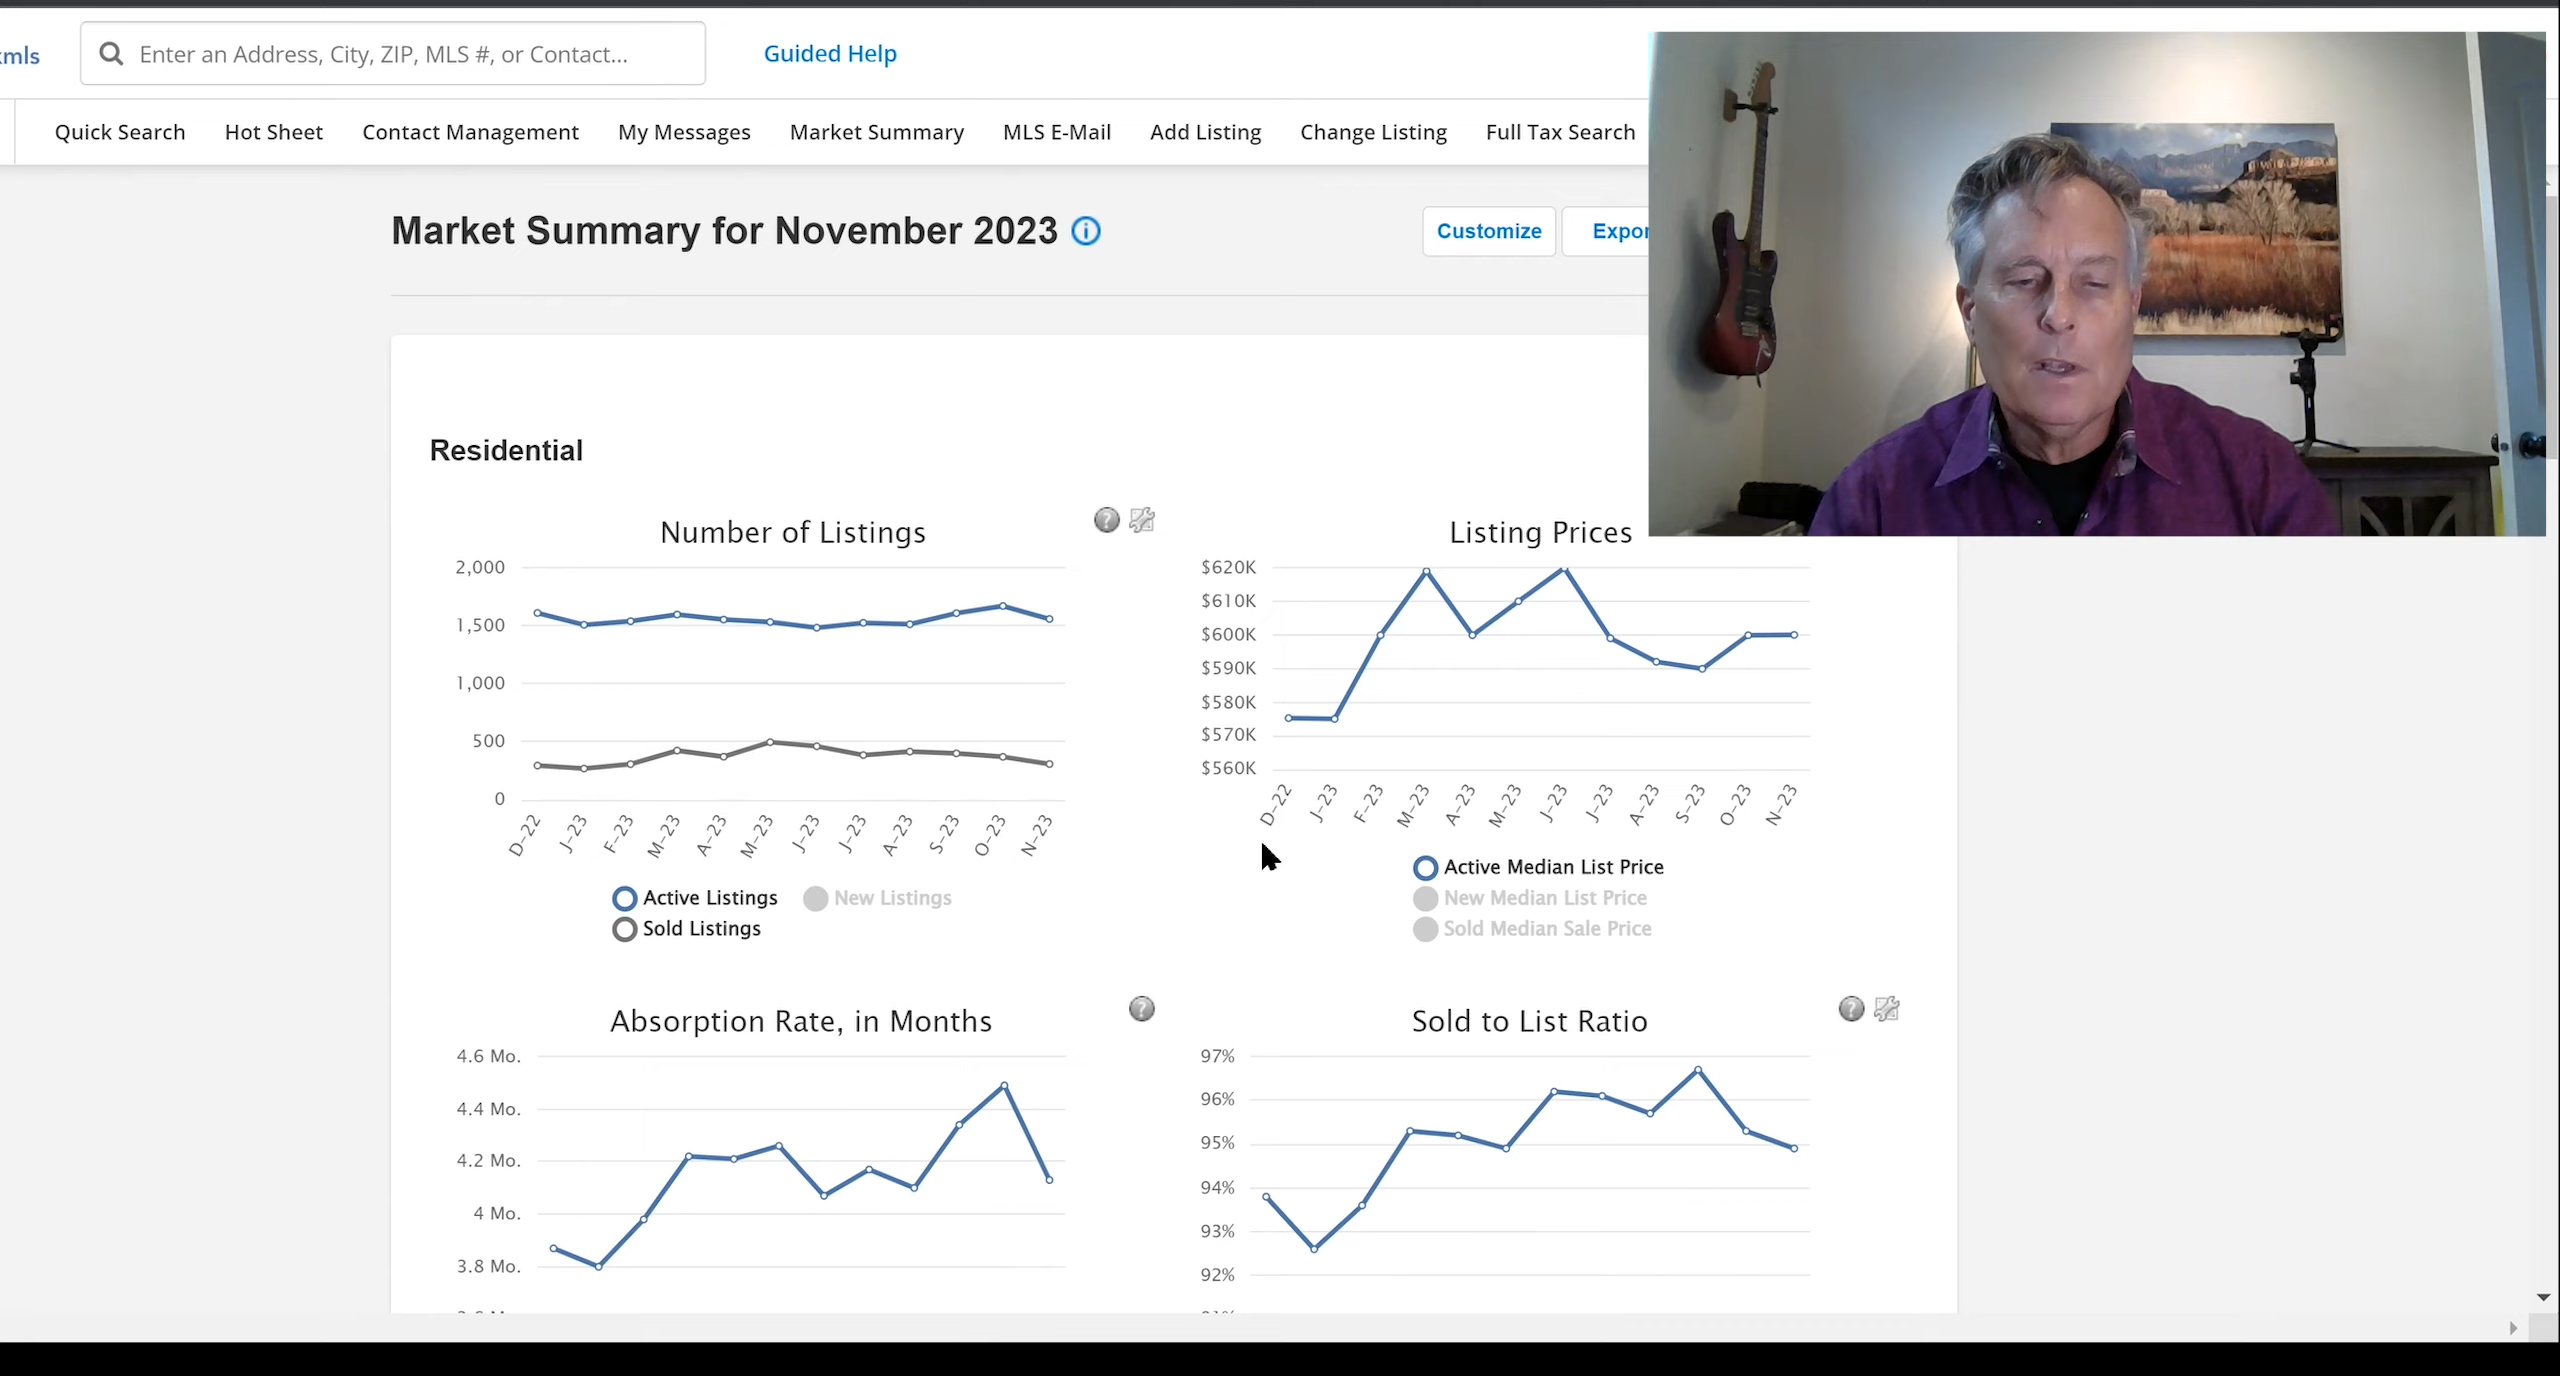 mls
Enter an Address, City, ZIP, MLS #, or Contact...
Guided Help
Quick Search Hot Sheet Contact Management My Messages Market Summary MLS E-Mail Add Listing Change Listing Full Tax Search
Market Summary for November 2023
Customize
Expor
Residential
Number of Listings
2,000
1,500
1,000
500
0
D-22 J-23 F-23 M-23 A-23 M-23 J-23 J-23 A-23 S-23 O-23 N-23
Active Listings New Listings
Sold Listings
Listing Prices
$620K
$610K
$600K
$590K
$580K
$570K
$560K
D-22 J-23 F-23 M-23 A-23 M-23 J-23 J-23 A-23 S-23 O-23 N-23
Active Median List Price
New Median List Price
Sold Median Sale Price
Absorption Rate, in Months
4.6 Mo.
4.4 Mo.
4.2 Mo.
4 Mo.
3.8 Mo.
Sold to List Ratio
97%
96%
95%
94%
93%
92%